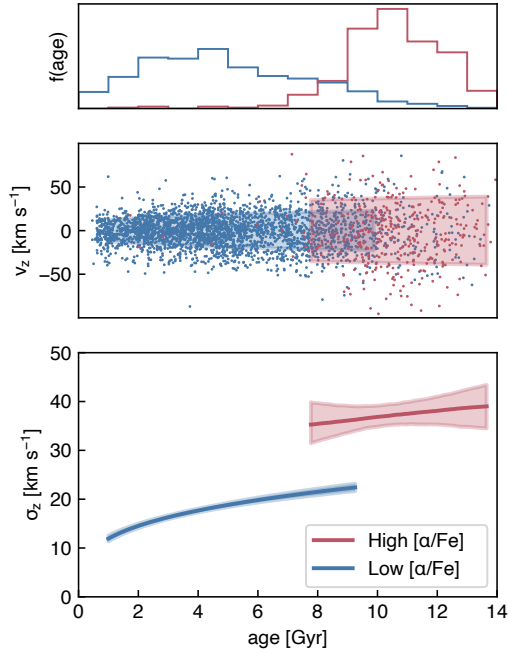 f(age)
50
0
−50
v_z [km s⁻¹]
50
40
30
20
10
0
σ_z [km s⁻¹]
High [α/Fe]
Low [α/Fe]
0 2 4 6 8 10 12 14
age [Gyr]